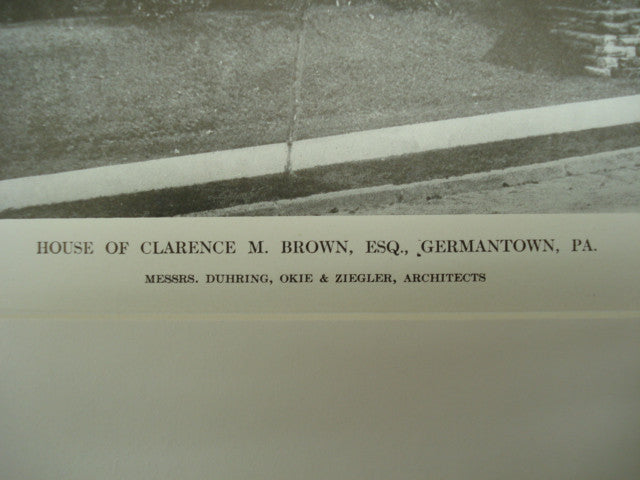 HOUSE OF CLARENCE M. BROWN, ESQ., GERMANTOWN, PA.
MESSRS. DUHRING, OKIE & ZIEGLER, ARCHITECTS